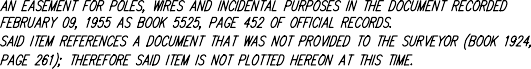 AN EASEMENT FOR POLES, WIRES AND INCIDENTAL PURPOSES IN THE DOCUMENT RECORDED
FEBRUARY 09, 1955 AS BOOK 5525, PAGE 452 OF OFFICIAL RECORDS.
SAID ITEM REFERENCES A DOCUMENT THAT WAS NOT PROVIDED TO THE SURVEYOR (BOOK 1924,
PAGE 261); THEREFORE SAID ITEM IS NOT PLOTTED HEREON AT THIS TIME.